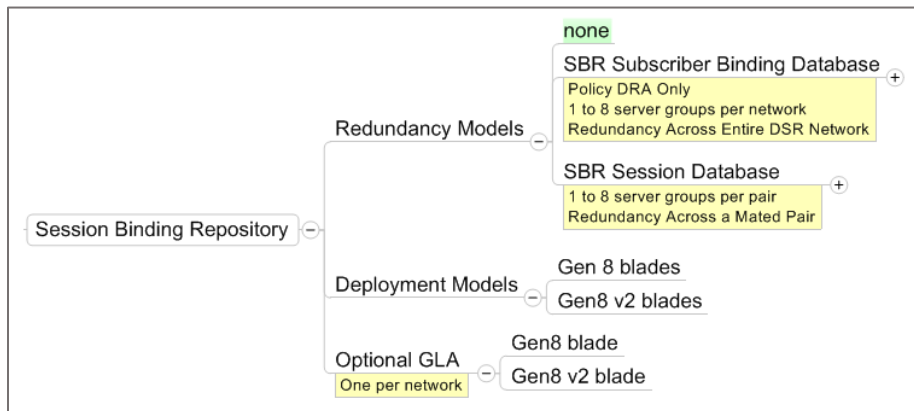 none
SBR Subscriber Binding Database
Policy DRA Only
1 to 8 server groups per network
Redundancy Across Entire DSR Network
Redundancy Models
SBR Session Database
1 to 8 server groups per pair
Redundancy Across a Mated Pair
Session Binding Repository
Gen 8 blades
Deployment Models
Gen8 v2 blades
Gen8 blade
Optional GLA
One per network
Gen8 v2 blade